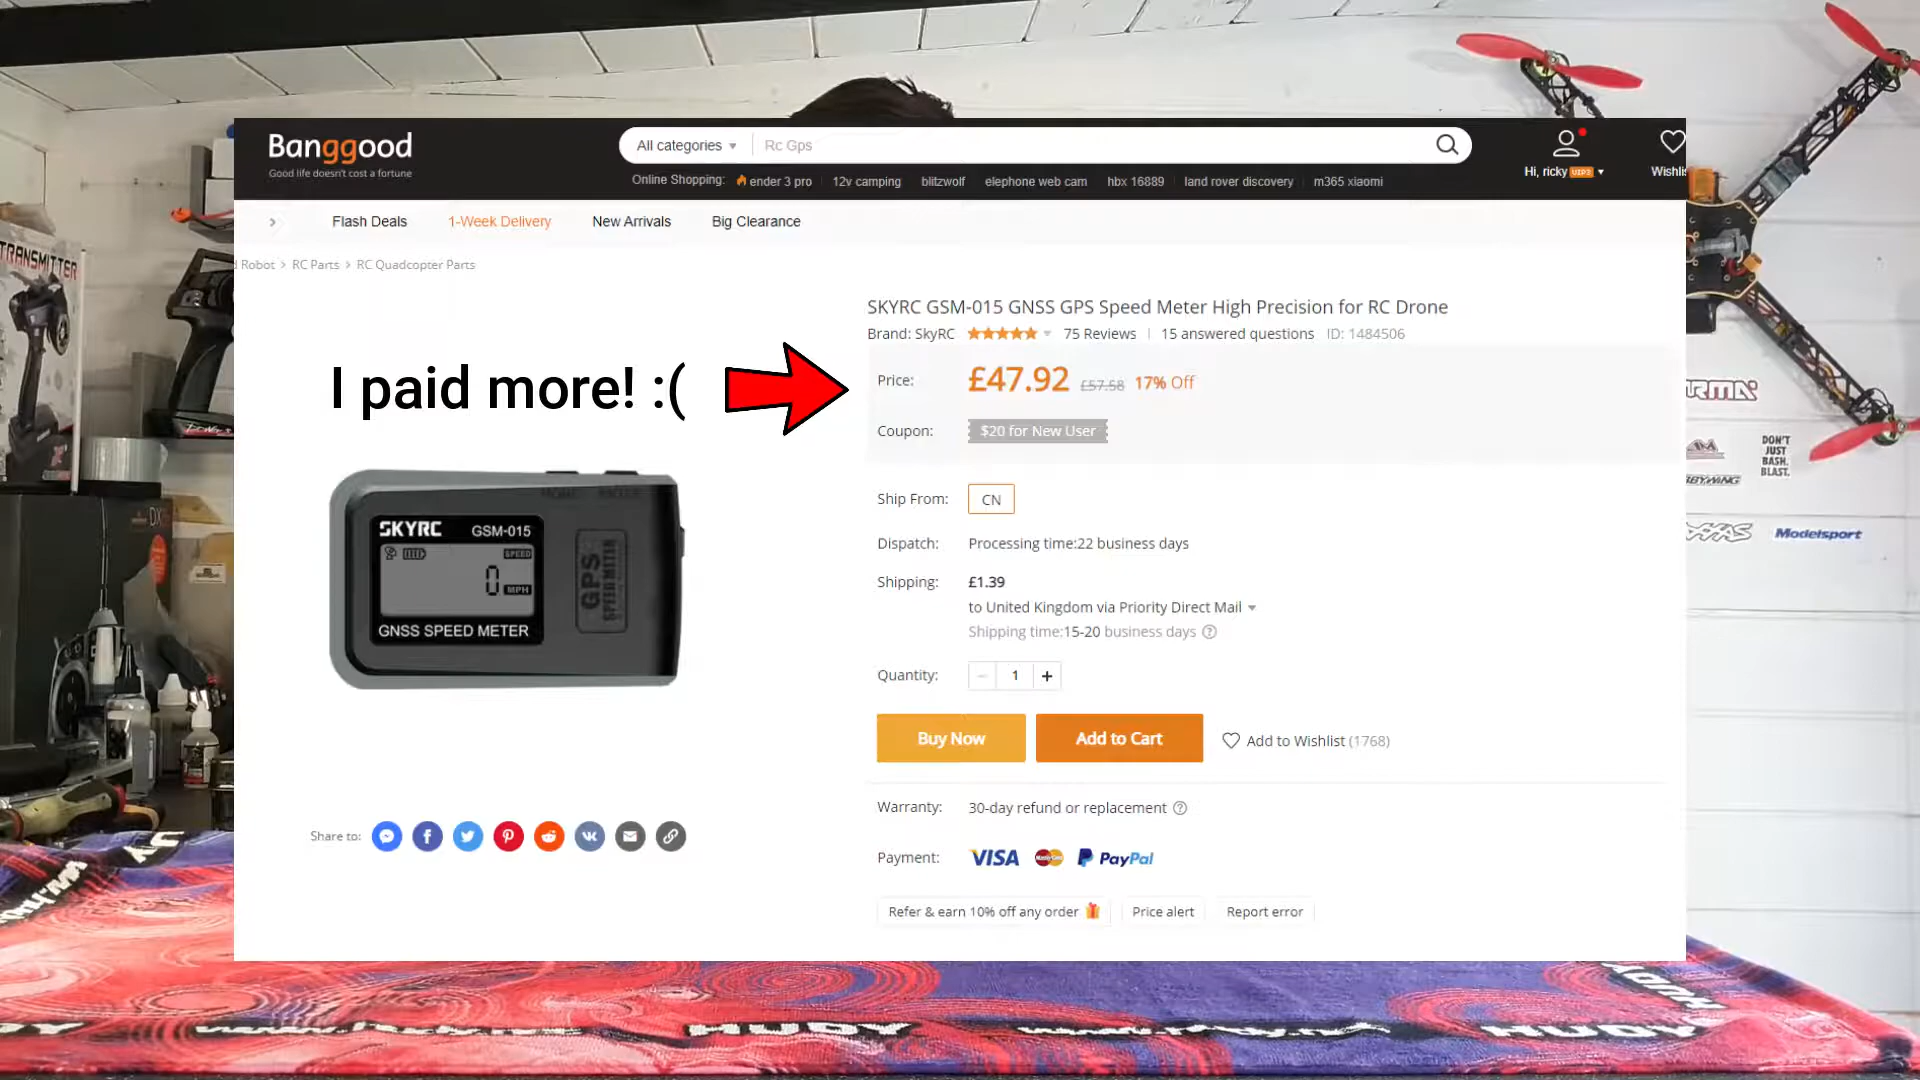 Banggood
Good life doesn't cost a fortune
All categories
Rc Gps
Online Shopping: ender 3 pro 12v camping blitzwolf elephone web cam hbx 16889 land rover discovery m365 xiaomi
Hi, ricky VIP2
Wishlis
Flash Deals 1-Week Delivery New Arrivals Big Clearance
d Robot > RC Parts > RC Quadcopter Parts
TRANSMITTER
SKYRC GSM-015 GNSS GPS Speed Meter High Precision for RC Drone
Brand: SkyRC 75 Reviews 15 answered questions ID: 1484506
I paid more! :(
Price: £47.92 £57.58 17% Off
Coupon: $20 for New User
SKYRC GSM-015
SPEED
0 MPH
GNSS SPEED METER
GPS
SPEED METER
Ship From: CN
Dispatch: Processing time:22 business days
Shipping: £1.39
to United Kingdom via Priority Direct Mail
Shipping time:15-20 business days
Quantity: 1 +
Buy Now Add to Cart Add to Wishlist (1768)
Share to:
Warranty: 30-day refund or replacement
Payment: VISA MasterCard PayPal
Refer & earn 10% off any order Price alert Report error
DON'T
JUST
BASH.
BLAST.
Modelsport
HUDY